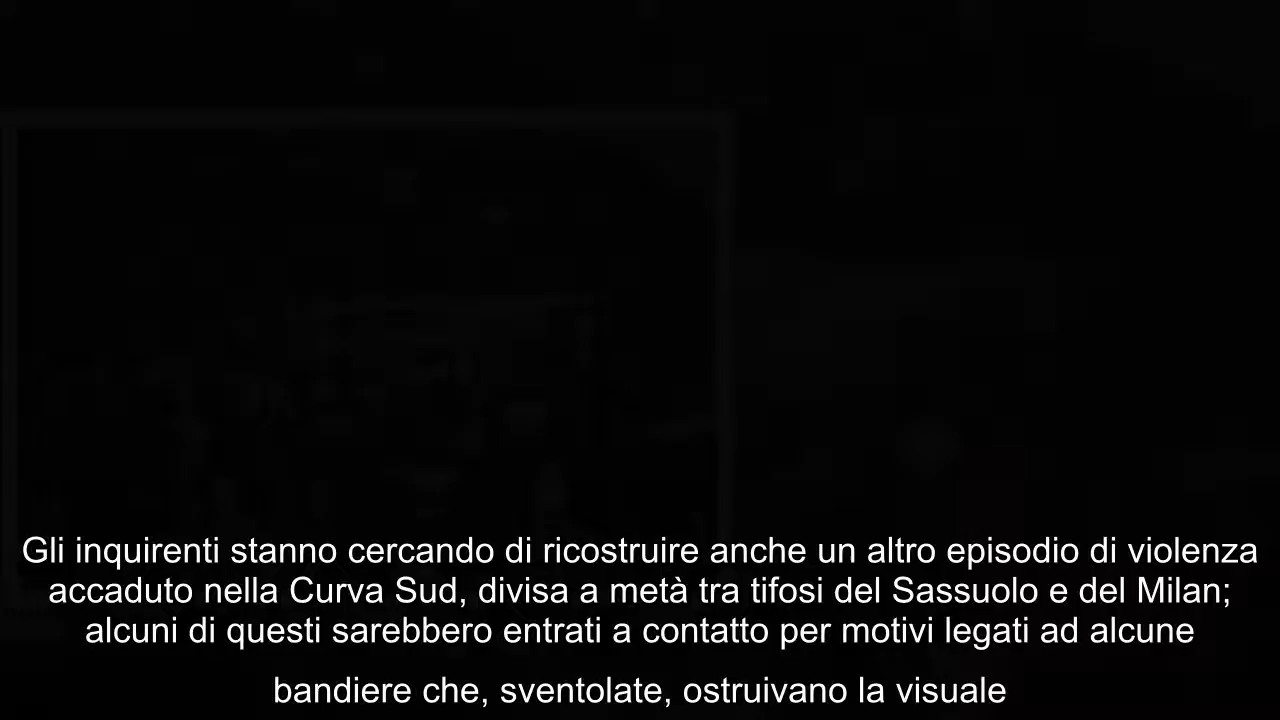 Gli inquirenti stanno cercando di ricostruire anche un altro episodio di violenza
accaduto nella Curva Sud, divisa a metà tra tifosi del Sassuolo e del Milan;
alcuni di questi sarebbero entrati a contatto per motivi legati ad alcune
bandiere che, sventolate, ostruivano la visuale